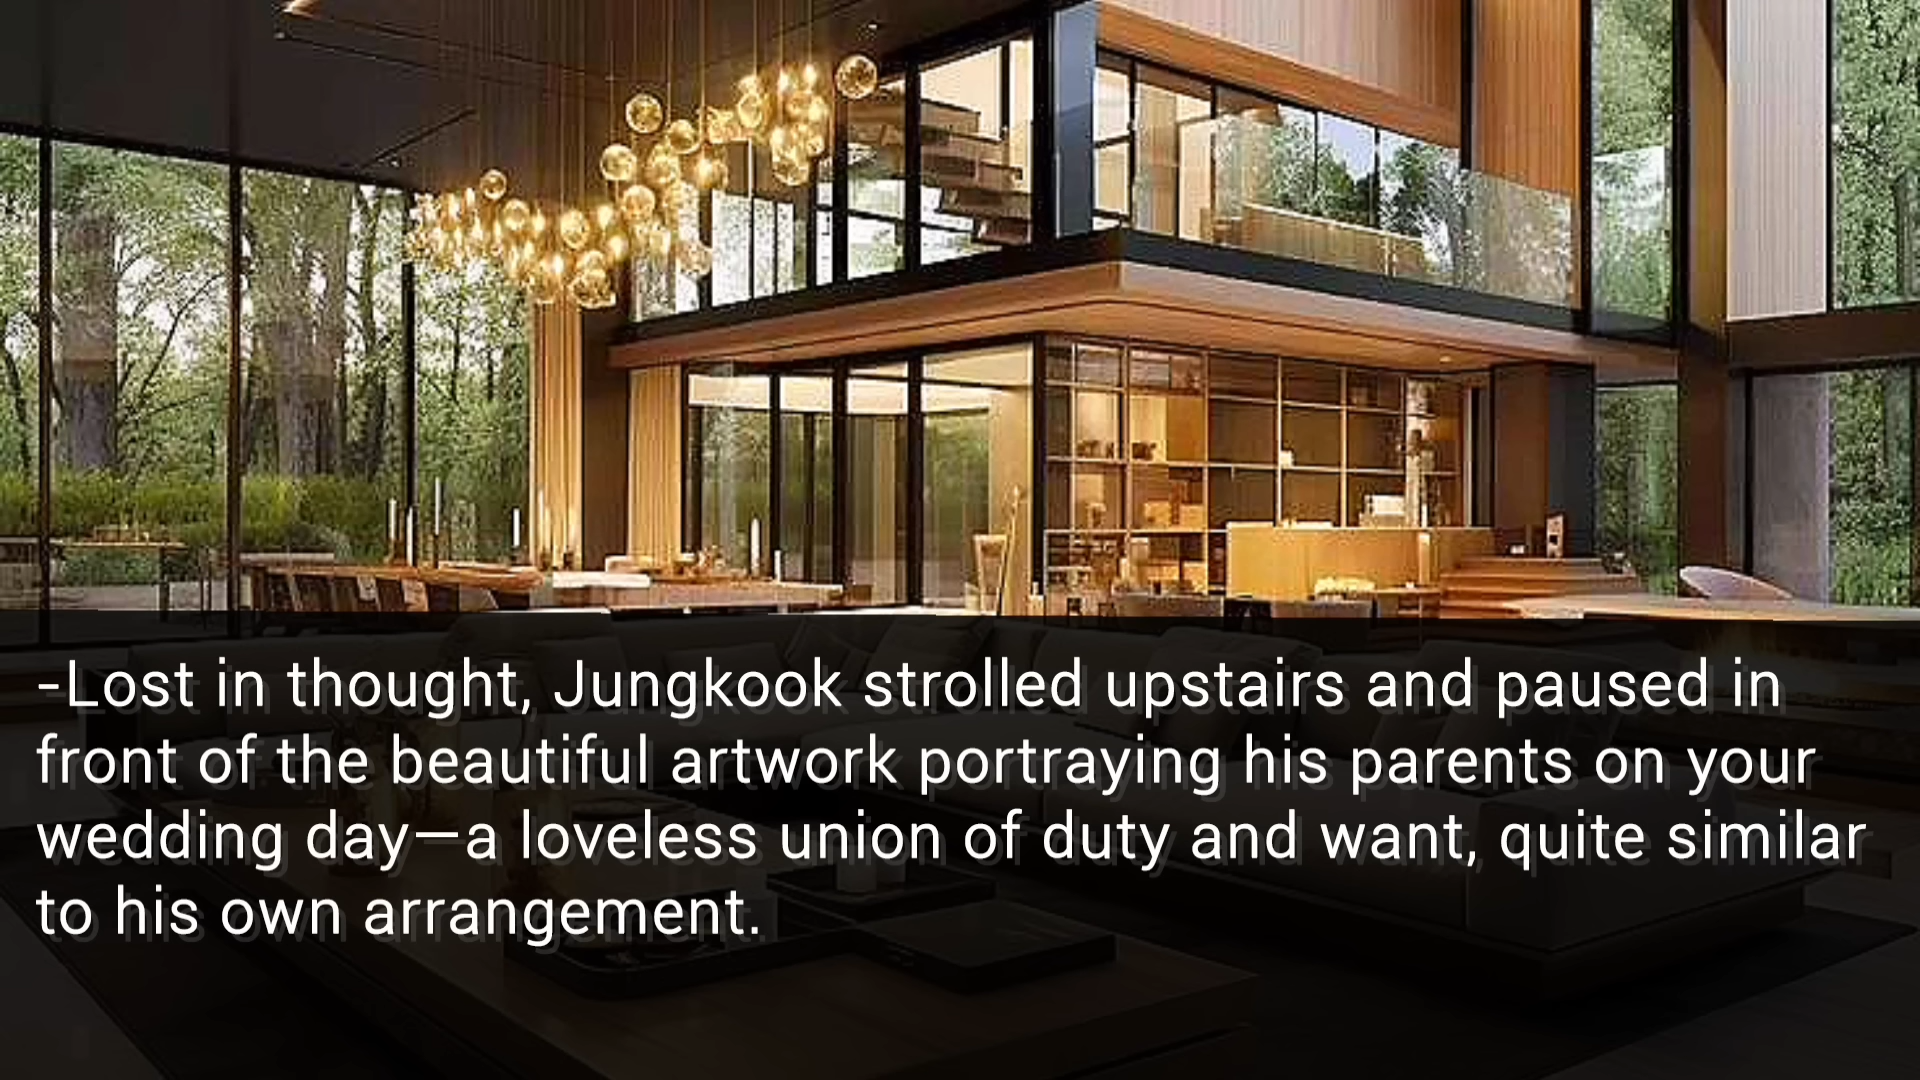 -Lost in thought, Jungkook strolled upstairs and paused in
front of the beautiful artwork portraying his parents on your
wedding day—a loveless union of duty and want, quite similar
to his own arrangement.